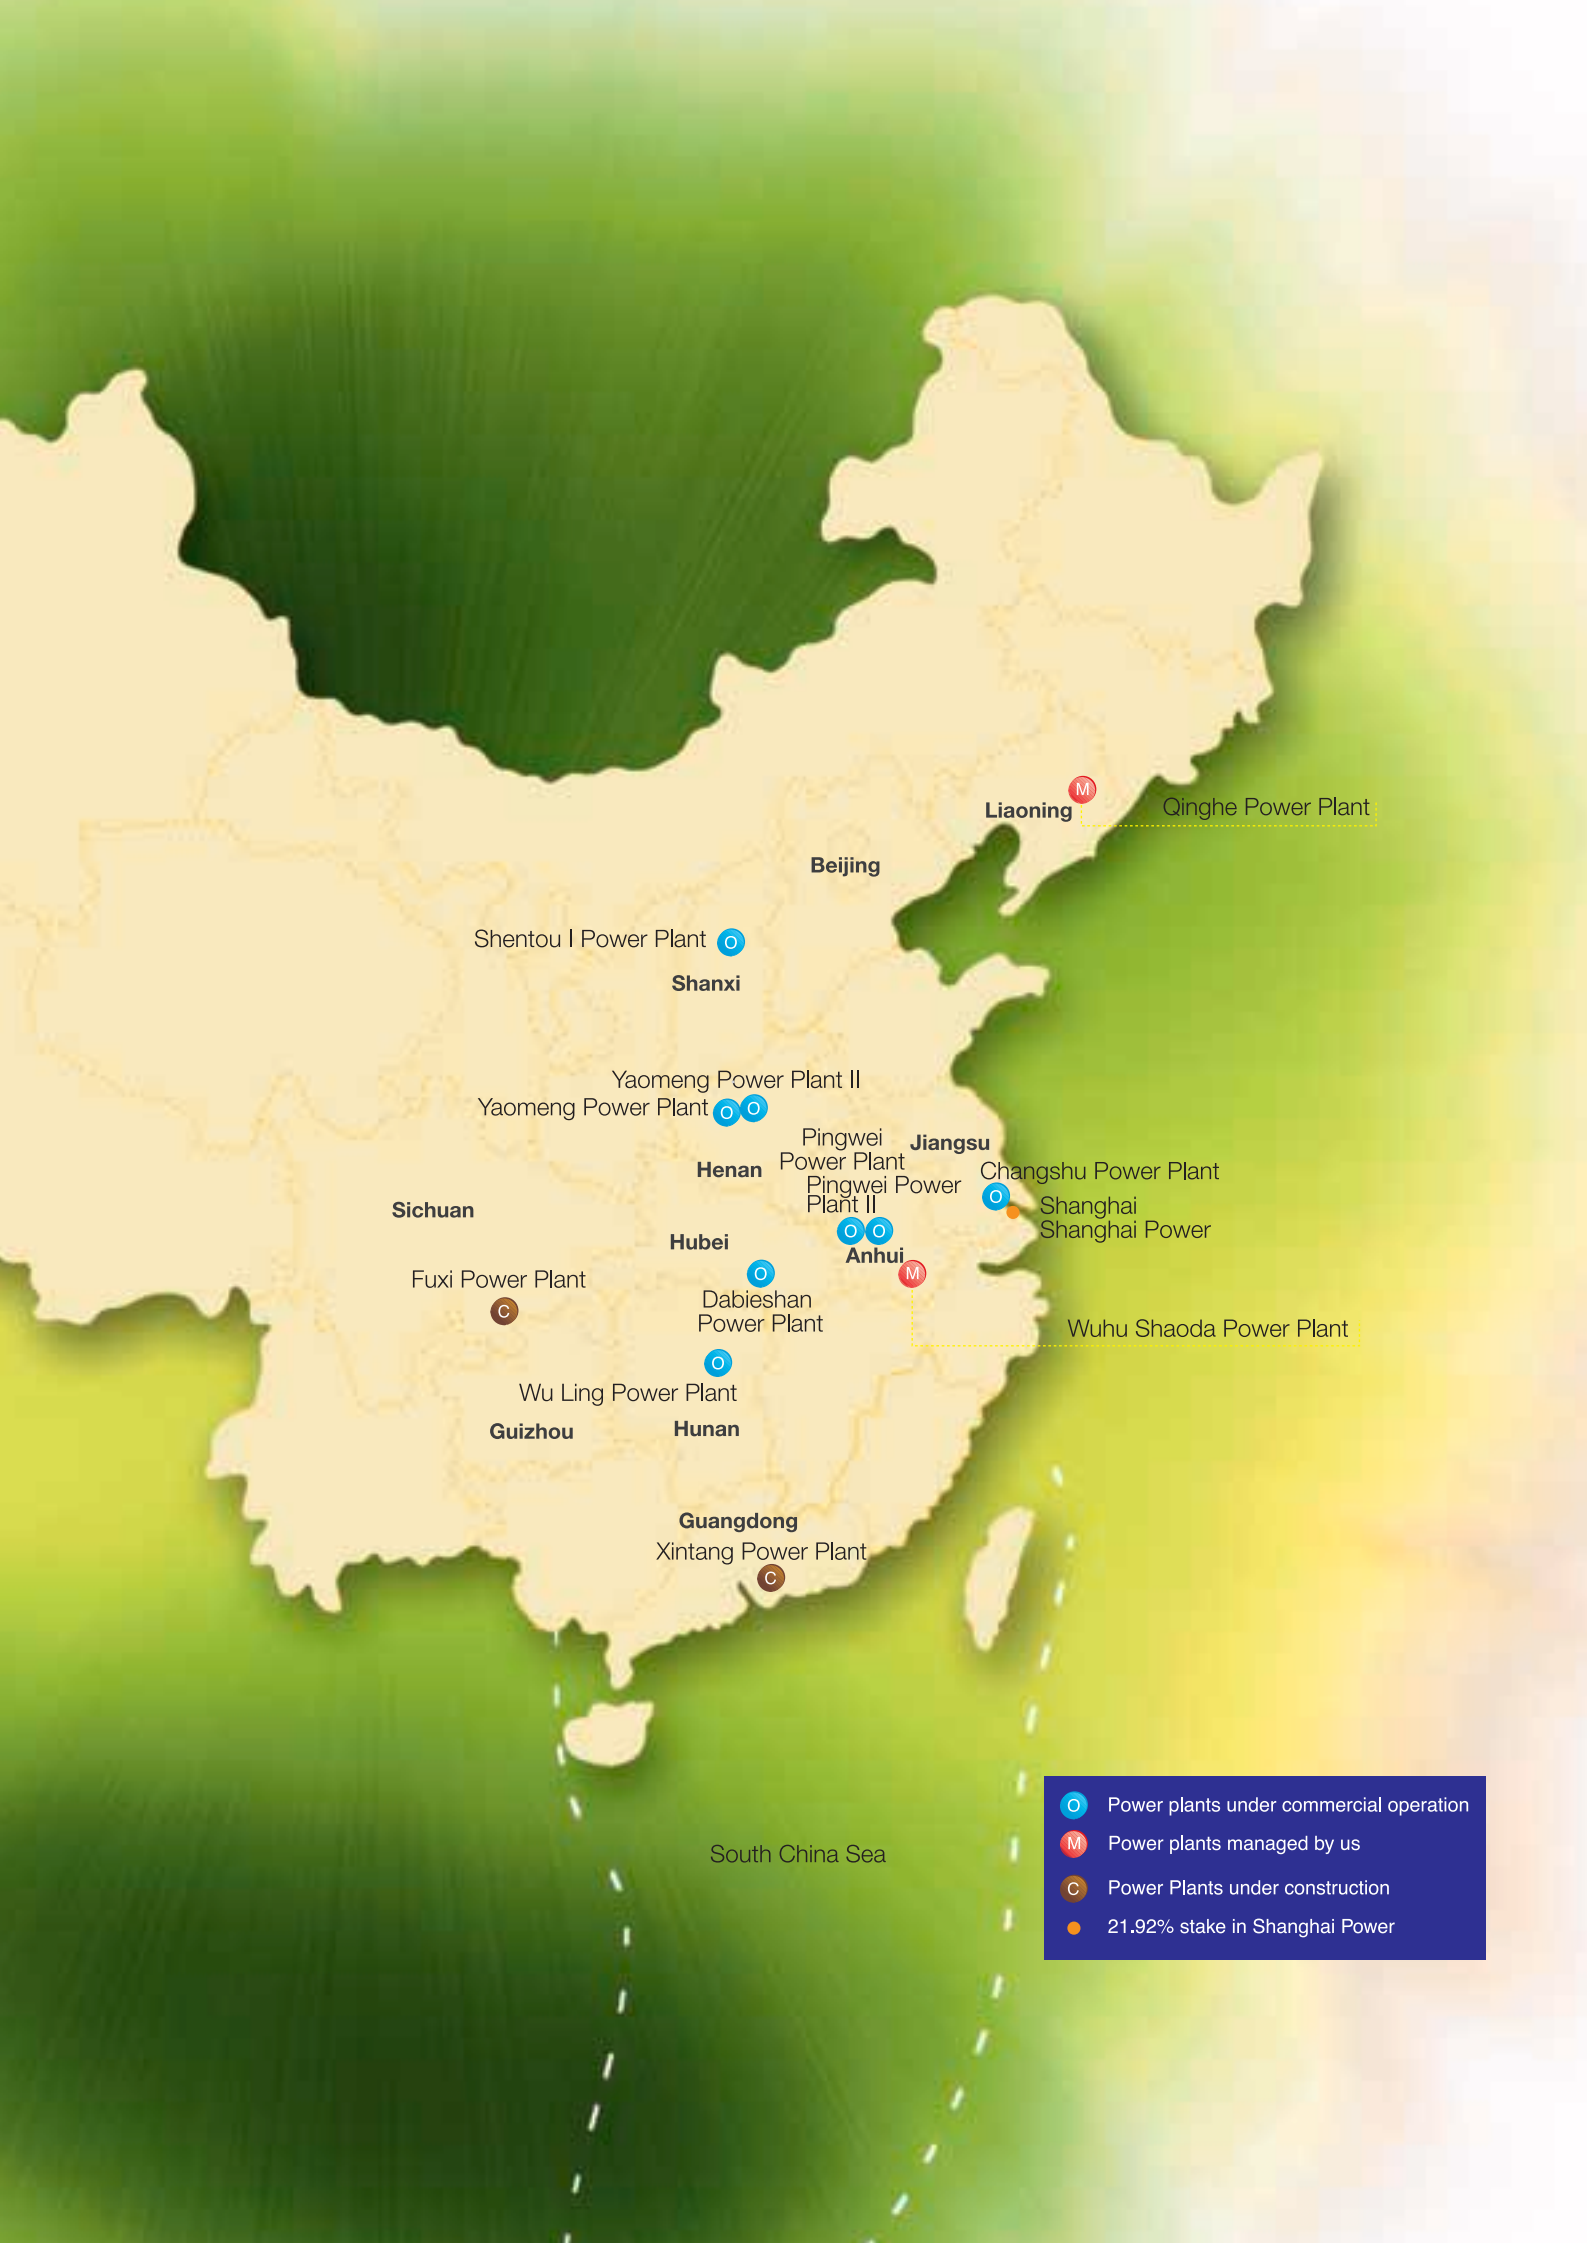 M
Liaoning
Qinghe Power Plant
Beijing
Shentou I Power Plant
O
Shanxi
Yaomeng Power Plant II
Yaomeng Power Plant
O
O
Pingwei
Power Plant
Jiangsu
Henan
Pingwei Power
Plant II
Changshu Power Plant
O
Shanghai
Shanghai Power
Sichuan
O
O
Hubei
Anhui
Fuxi Power Plant
C
O
M
Dabieshan
Power Plant
Wuhu Shaoda Power Plant
O
Wu Ling Power Plant
Guizhou
Hunan
Guangdong
Xintang Power Plant
C
South China Sea
O Power plants under commercial operation
M Power plants managed by us
C Power Plants under construction
21.92% stake in Shanghai Power